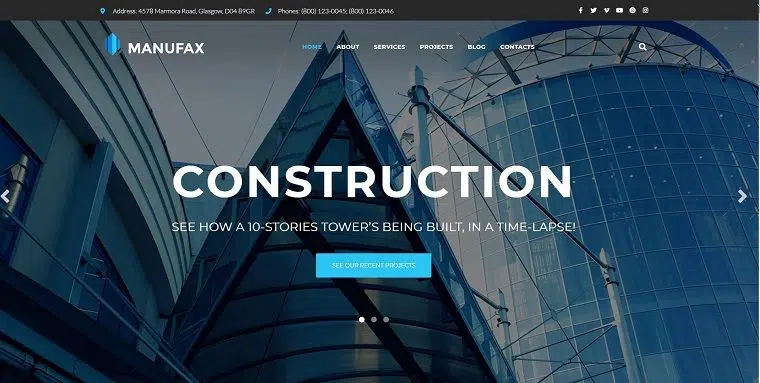 Address: 4578 Marmora Road, Glasgow, D04 89GR Phones: (800) 123-0045; (800) 123-0046
MANUFAX
HOME ABOUT SERVICES PROJECTS BLOG CONTACTS
CONSTRUCTION
SEE HOW A 10-STORIES TOWER'S BEING BUILT, IN A TIME-LAPSE!
SEE OUR RECENT PROJECTS